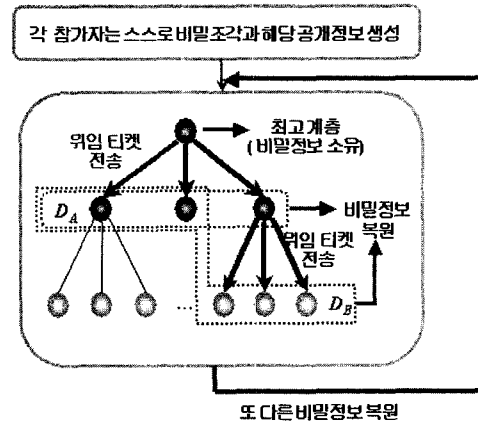 각 참가자는 스스로 비밀조각과 해당 공개정보 생성
위임 티켓
전송
최고 계층
( 비밀정보 소유)
D_A
비밀정보
복원
위임 티켓
전송
...
D_B
또 다른 비밀정보 복원